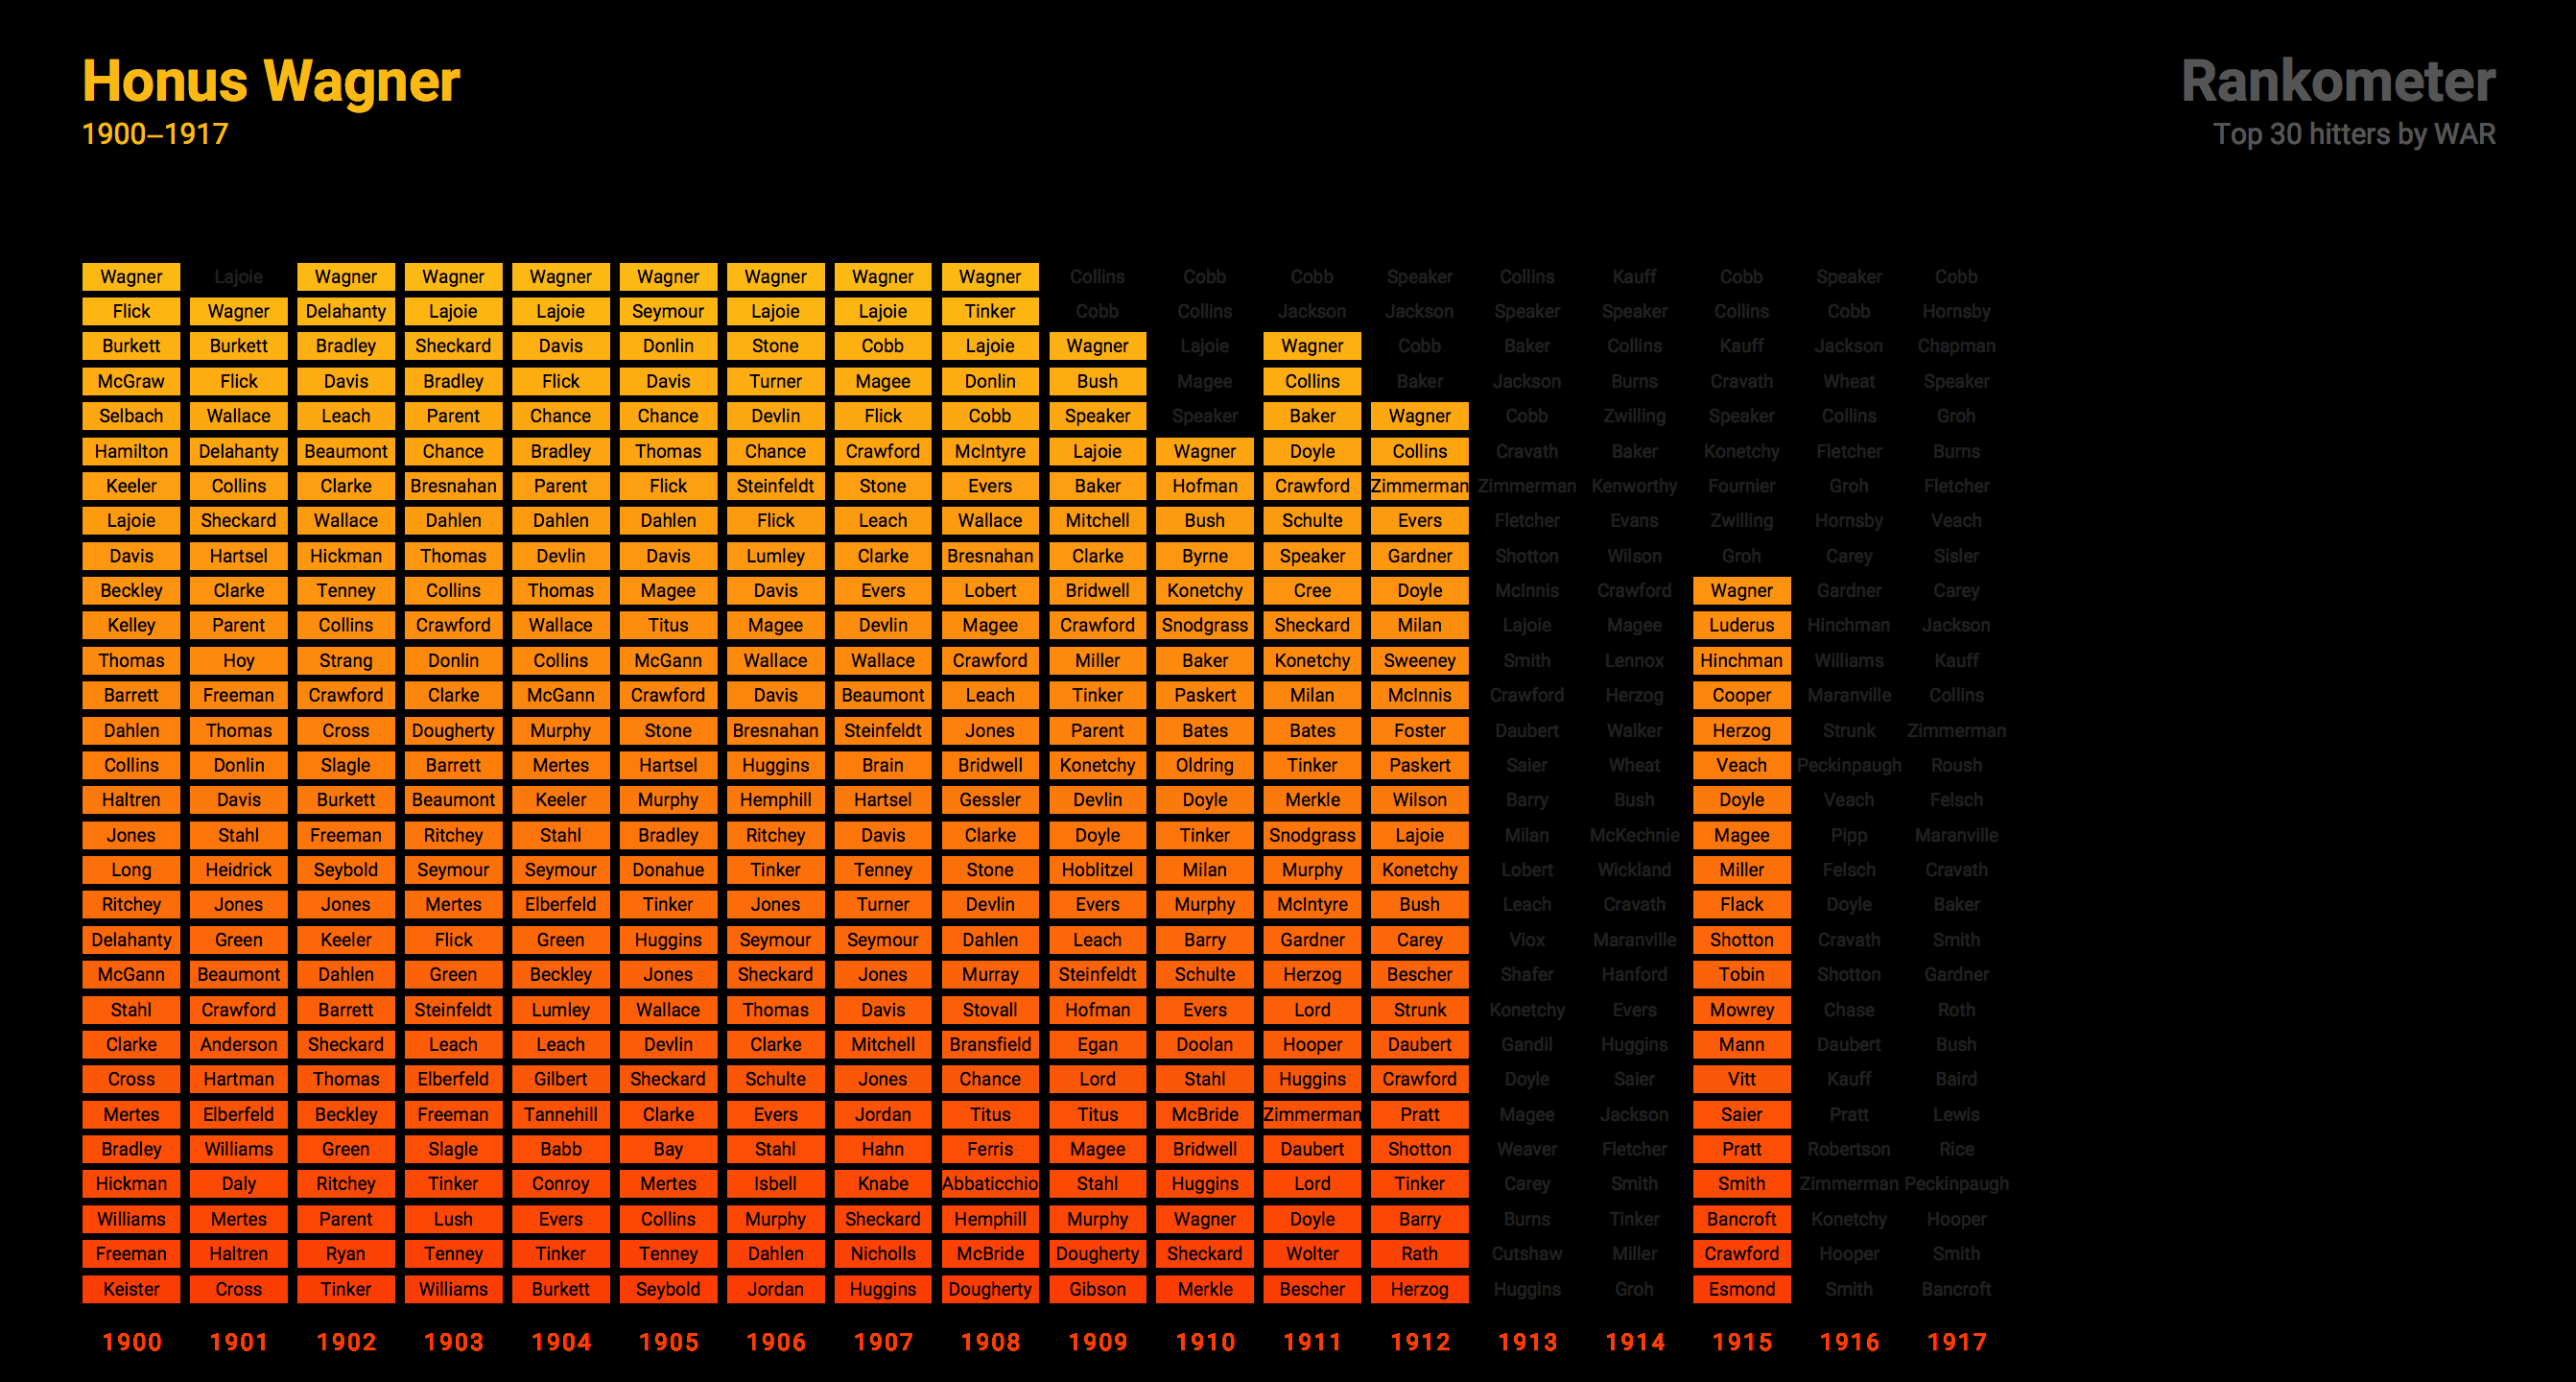 Honus Wagner
1900–1917
Rankometer
Top 30 hitters by WAR
Wagner Lajoie Wagner Wagner Wagner Wagner Wagner Wagner Wagner Collins Cobb Cobb Speaker Collins Kauff Cobb Speaker Cobb
Flick Wagner Delahanty Lajoie Lajoie Seymour Lajoie Lajoie Tinker Cobb Collins Jackson Jackson Speaker Speaker Collins Cobb Hornsby
Burkett Burkett Bradley Sheckard Davis Donlin Stone Cobb Lajoie Wagner Lajoie Wagner Cobb Baker Collins Kauff Jackson Chapman
McGraw Flick Davis Bradley Flick Davis Turner Magee Donlin Bush Magee Collins Baker Jackson Burns Cravath Wheat Speaker
Selbach Wallace Leach Parent Chance Chance Devlin Flick Cobb Speaker Speaker Baker Wagner Cobb Zwilling Speaker Collins Groh
Hamilton Delahanty Beaumont Chance Bradley Thomas Chance Crawford McIntyre Lajoie Wagner Doyle Collins Cravath Baker Konetchy Fletcher Burns
Keeler Collins Clarke Bresnahan Parent Flick Steinfeldt Stone Evers Baker Hofman Crawford Zimmerman Zimmerman Kenworthy Fournier Groh Fletcher
Lajoie Sheckard Wallace Dahlen Dahlen Dahlen Flick Leach Wallace Mitchell Bush Schulte Evers Fletcher Evans Zwilling Hornsby Veach
Davis Hartsel Hickman Thomas Devlin Davis Lumley Clarke Bresnahan Clarke Byrne Speaker Gardner Shotton Wilson Groh Carey Sisler
Beckley Clarke Tenney Collins Thomas Magee Davis Evers Lobert Bridwell Konetchy Cree Doyle McInnis Crawford Wagner Gardner Carey
Kelley Parent Collins Crawford Wallace Titus Magee Devlin Magee Crawford Snodgrass Sheckard Milan Lajoie Magee Luderus Hinchman Jackson
Thomas Hoy Strang Donlin Collins McGann Wallace Wallace Crawford Miller Baker Konetchy Sweeney Smith Lennox Hinchman Williams Kauff
Barrett Freeman Crawford Clarke McGann Crawford Davis Beaumont Leach Tinker Paskert Milan McInnis Crawford Herzog Cooper Maranville Collins
Dahlen Thomas Cross Dougherty Murphy Stone Bresnahan Steinfeldt Jones Parent Bates Bates Foster Daubert Walker Herzog Strunk Zimmerman
Collins Donlin Slagle Barrett Mertes Hartsel Huggins Brain Bridwell Konetchy Oldring Tinker Paskert Saier Wheat Veach Peckinpaugh Roush
Haltren Davis Burkett Beaumont Keeler Murphy Hemphill Hartsel Gessler Devlin Doyle Merkle Wilson Barry Bush Doyle Veach Felsch
Jones Stahl Freeman Ritchey Stahl Bradley Ritchey Davis Clarke Doyle Tinker Snodgrass Lajoie Milan McKechnie Magee Pipp Maranville
Long Heidrick Seybold Seymour Seymour Donahue Tinker Tenney Stone Hoblitzel Milan Murphy Konetchy Lobert Wickland Miller Felsch Cravath
Ritchey Jones Jones Mertes Elberfeld Tinker Jones Turner Devlin Evers Murphy McIntyre Bush Leach Cravath Flack Doyle Baker
Delahanty Green Keeler Flick Green Huggins Seymour Seymour Dahlen Leach Barry Gardner Carey Viox Maranville Shotton Cravath Smith
McGann Beaumont Dahlen Green Beckley Jones Sheckard Jones Murray Steinfeldt Schulte Herzog Bescher Shafer Hanford Tobin Shotton Gardner
Stahl Crawford Barrett Steinfeldt Lumley Wallace Thomas Davis Stovall Hofman Evers Lord Strunk Konetchy Evers Mowrey Chase Roth
Clarke Anderson Sheckard Leach Leach Devlin Clarke Mitchell Bransfield Egan Doolan Hooper Daubert Gandil Huggins Mann Daubert Bush
Cross Hartman Thomas Elberfeld Gilbert Sheckard Schulte Jones Chance Lord Stahl Huggins Crawford Doyle Saier Vitt Kauff Baird
Mertes Elberfeld Beckley Freeman Tannehill Clarke Evers Jordan Titus Titus McBride Zimmerman Pratt Magee Jackson Saier Pratt Lewis
Bradley Williams Green Slagle Babb Bay Stahl Hahn Ferris Magee Bridwell Daubert Shotton Weaver Fletcher Pratt Robertson Rice
Hickman Daly Ritchey Tinker Conroy Mertes Isbell Knabe Abbaticchio Stahl Huggins Lord Tinker Carey Smith Smith Zimmerman Peckinpaugh
Williams Mertes Parent Lush Evers Collins Murphy Sheckard Hemphill Murphy Wagner Doyle Barry Burns Tinker Bancroft Konetchy Hooper
Freeman Haltren Ryan Tenney Tinker Tenney Dahlen Nicholls McBride Dougherty Sheckard Wolter Rath Cutshaw Miller Crawford Hooper Smith
Keister Cross Tinker Williams Burkett Seybold Jordan Huggins Dougherty Gibson Merkle Bescher Herzog Huggins Groh Esmond Smith Bancroft
1900 1901 1902 1903 1904 1905 1906 1907 1908 1909 1910 1911 1912 1913 1914 1915 1916 1917